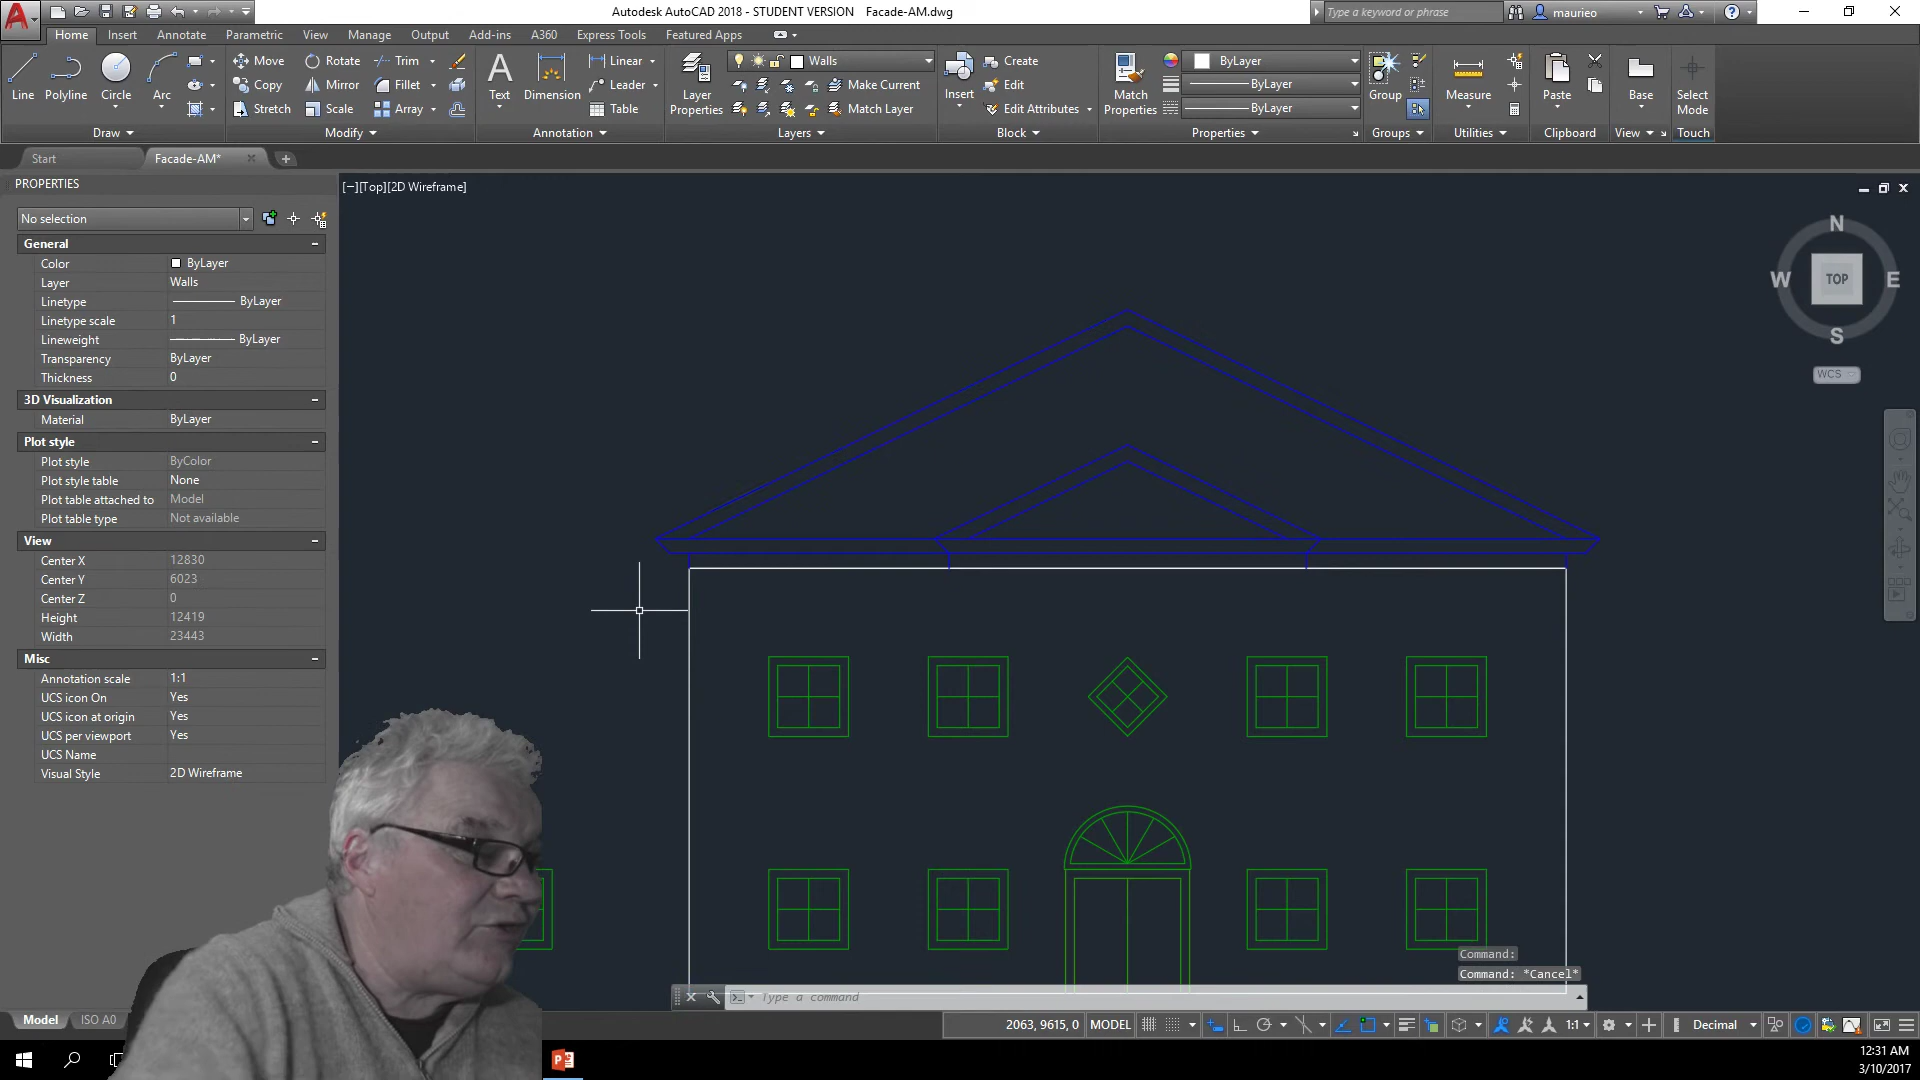 Autodesk AutoCAD 2018 - STUDENT VERSION Facade-AM.dwg
Type a keyword or phrase
maurieo
Home Insert Annotate Parametric View Manage Output Add-ins A360 Express Tools Featured Apps
Line Polyline Circle Arc
Move Rotate Trim
Copy Mirror Fillet
Stretch Scale Array
Text Dimension
Linear
Leader
Table
Layer Properties
Walls
Make Current
Match Layer
Insert
Create
Edit
Edit Attributes
Match Properties
ByLayer
ByLayer
ByLayer
Group
Measure
Paste
Base
Select Mode
Draw Modify Annotation Layers Block Properties Groups Utilities Clipboard View Touch
Start Facade-AM*
PROPERTIES
[−][Top][2D Wireframe]
No selection
General
Color ByLayer
Layer Walls
Linetype ByLayer
Linetype scale 1
Lineweight ByLayer
Transparency ByLayer
Thickness 0
3D Visualization
Material ByLayer
Plot style
Plot style ByColor
Plot style table None
Plot table attached to Model
Plot table type Not available
View
Center X 12830
Center Y 6023
Center Z 0
Height 12419
Width 23443
Misc
Annotation scale 1:1
UCS icon On Yes
UCS icon at origin Yes
UCS per viewport Yes
UCS Name
Visual Style 2D Wireframe
N
W TOP E
S
WCS
Command:
Command: *Cancel*
Type a command
Model ISO A0
2063, 9615, 0 MODEL 1:1 Decimal
12:31 AM
3/10/2017